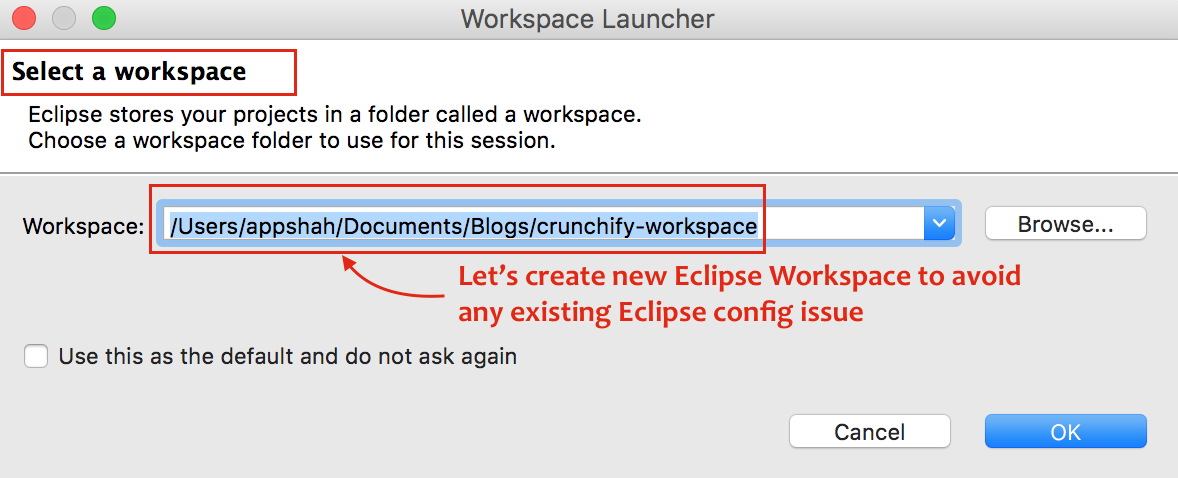 Workspace Launcher
Select a workspace
Eclipse stores your projects in a folder called a workspace.
Choose a workspace folder to use for this session.
Workspace: /Users/appshah/Documents/Blogs/crunchify-workspace Browse...
Let's create new Eclipse Workspace to avoid
any existing Eclipse config issue
Use this as the default and do not ask again
Cancel OK